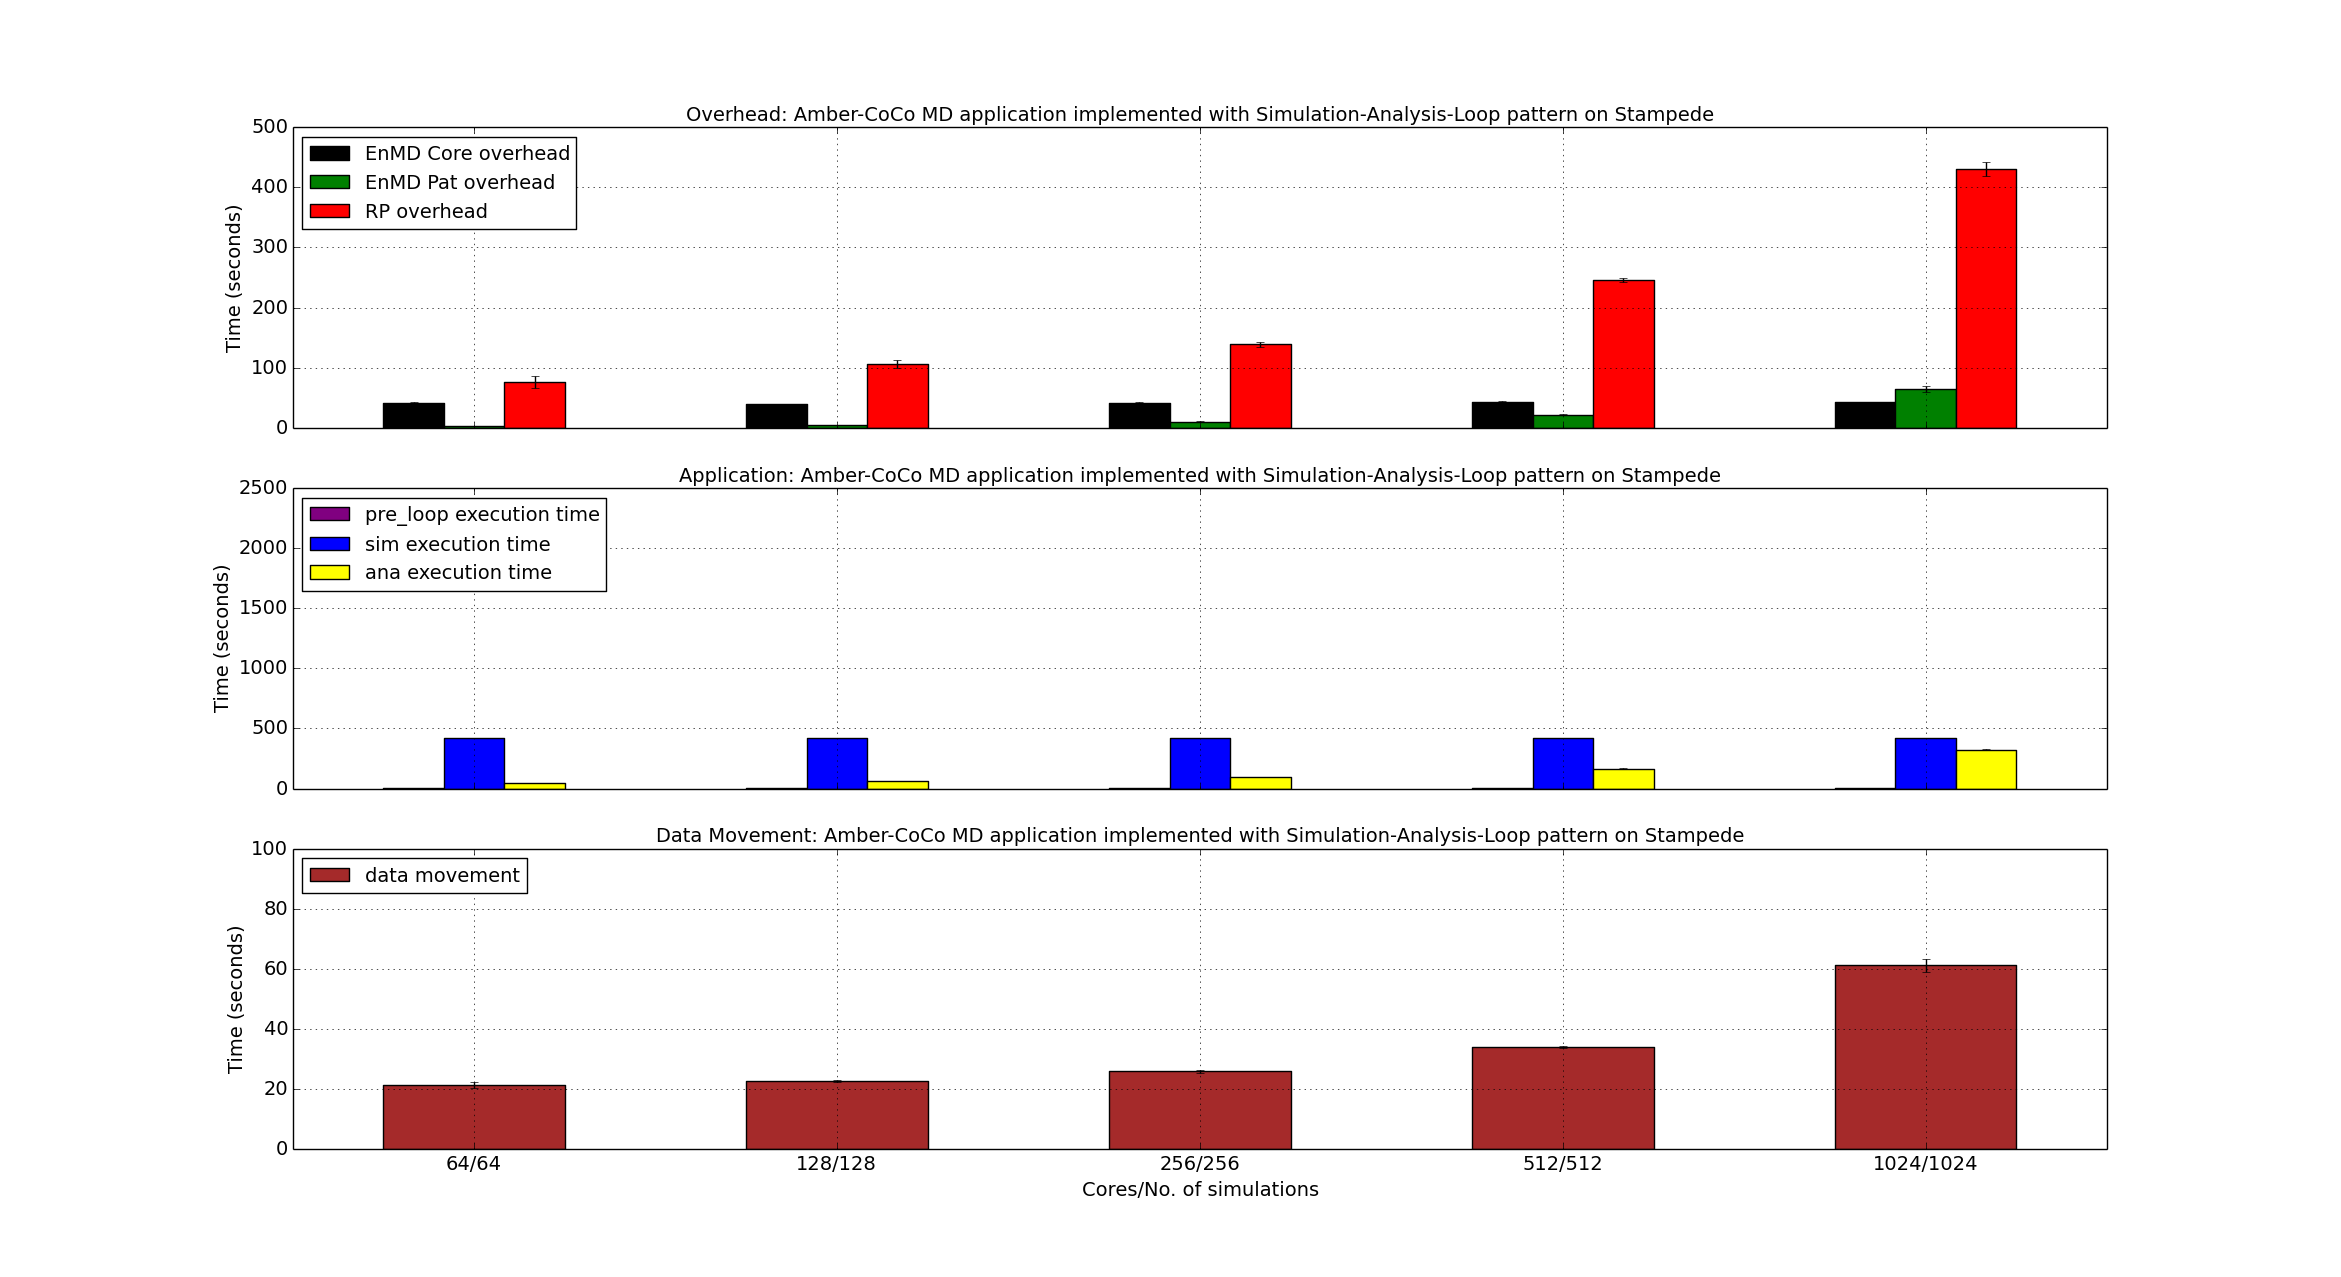 Overhead: Amber-CoCo MD application implemented with Simulation-Analysis-Loop pattern on Stampede
500
400
300
200
100
0
Time (seconds)
EnMD Core overhead
EnMD Pat overhead
RP overhead
Application: Amber-CoCo MD application implemented with Simulation-Analysis-Loop pattern on Stampede
2500
2000
1500
1000
500
0
Time (seconds)
pre_loop execution time
sim execution time
ana execution time
Data Movement: Amber-CoCo MD application implemented with Simulation-Analysis-Loop pattern on Stampede
100
80
60
40
20
0
Time (seconds)
data movement
64/64 128/128 256/256 512/512 1024/1024
Cores/No. of simulations